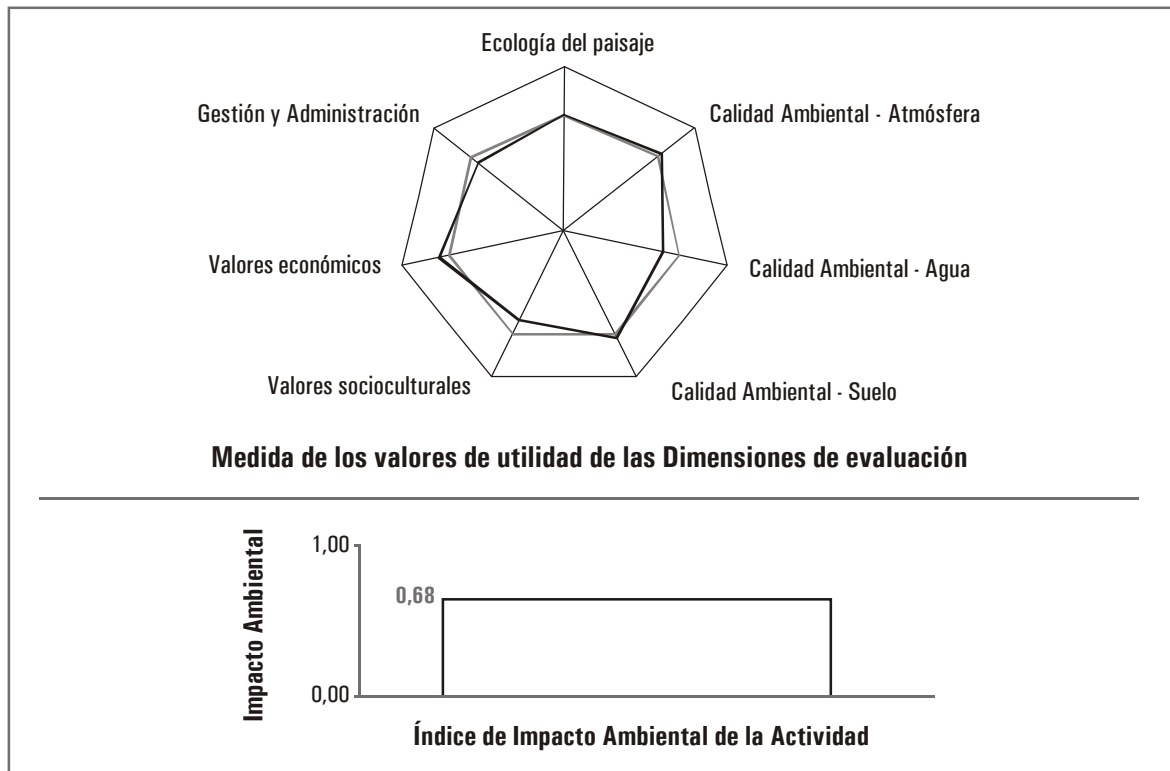 Ecología del paisaje
Gestión y Administración
Calidad Ambiental - Atmósfera
Valores económicos
Calidad Ambiental - Agua
Valores socioculturales
Calidad Ambiental - Suelo
Medida de los valores de utilidad de las Dimensiones de evaluación
Impacto Ambiental
1,00
0,68
0,00
Índice de Impacto Ambiental de la Actividad